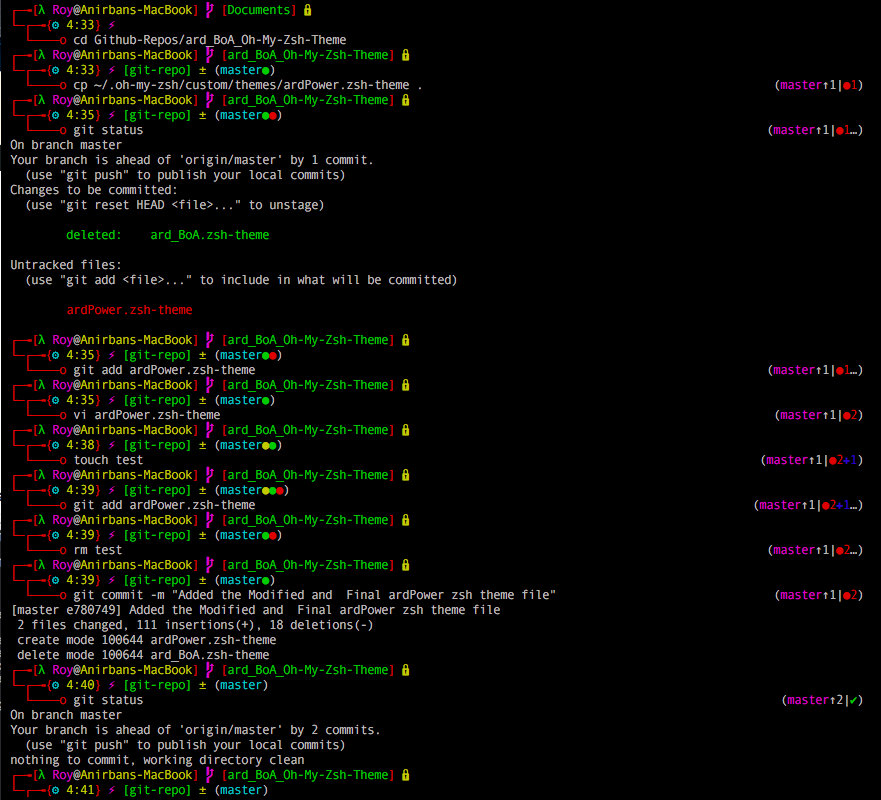 [λ Roy@Anirbans-MacBook] [Documents]
{⚙ 4:33} ⚡
cd Github-Repos/ard_BoA_Oh-My-Zsh-Theme
[λ Roy@Anirbans-MacBook] [ard_BoA_Oh-My-Zsh-Theme]
{⚙ 4:33} ⚡ [git-repo] ± (master●)
cp ~/.oh-my-zsh/custom/themes/ardPower.zsh-theme . (master↑1|●1)
[λ Roy@Anirbans-MacBook] [ard_BoA_Oh-My-Zsh-Theme]
{⚙ 4:35} ⚡ [git-repo] ± (master●●)
git status (master↑1|●1…)
On branch master
Your branch is ahead of 'origin/master' by 1 commit.
(use "git push" to publish your local commits)
Changes to be committed:
(use "git reset HEAD <file>..." to unstage)
deleted: ard_BoA.zsh-theme
Untracked files:
(use "git add <file>..." to include in what will be committed)
ardPower.zsh-theme
[λ Roy@Anirbans-MacBook] [ard_BoA_Oh-My-Zsh-Theme]
{⚙ 4:35} ⚡ [git-repo] ± (master●●)
git add ardPower.zsh-theme (master↑1|●1…)
[λ Roy@Anirbans-MacBook] [ard_BoA_Oh-My-Zsh-Theme]
{⚙ 4:35} ⚡ [git-repo] ± (master●)
vi ardPower.zsh-theme (master↑1|●2)
[λ Roy@Anirbans-MacBook] [ard_BoA_Oh-My-Zsh-Theme]
{⚙ 4:38} ⚡ [git-repo] ± (master●●)
touch test (master↑1|●2✚1)
[λ Roy@Anirbans-MacBook] [ard_BoA_Oh-My-Zsh-Theme]
{⚙ 4:39} ⚡ [git-repo] ± (master●●●)
git add ardPower.zsh-theme (master↑1|●2✚1…)
[λ Roy@Anirbans-MacBook] [ard_BoA_Oh-My-Zsh-Theme]
{⚙ 4:39} ⚡ [git-repo] ± (master●●)
rm test (master↑1|●2…)
[λ Roy@Anirbans-MacBook] [ard_BoA_Oh-My-Zsh-Theme]
{⚙ 4:39} ⚡ [git-repo] ± (master●)
git commit -m "Added the Modified and  Final ardPower zsh theme file" (master↑1|●2)
[master e780749] Added the Modified and  Final ardPower zsh theme file
2 files changed, 111 insertions(+), 18 deletions(-)
create mode 100644 ardPower.zsh-theme
delete mode 100644 ard_BoA.zsh-theme
[λ Roy@Anirbans-MacBook] [ard_BoA_Oh-My-Zsh-Theme]
{⚙ 4:40} ⚡ [git-repo] ± (master)
git status (master↑2|✔)
On branch master
Your branch is ahead of 'origin/master' by 2 commits.
(use "git push" to publish your local commits)
nothing to commit, working directory clean
[λ Roy@Anirbans-MacBook] [ard_BoA_Oh-My-Zsh-Theme]
{⚙ 4:41} ⚡ [git-repo] ± (master)